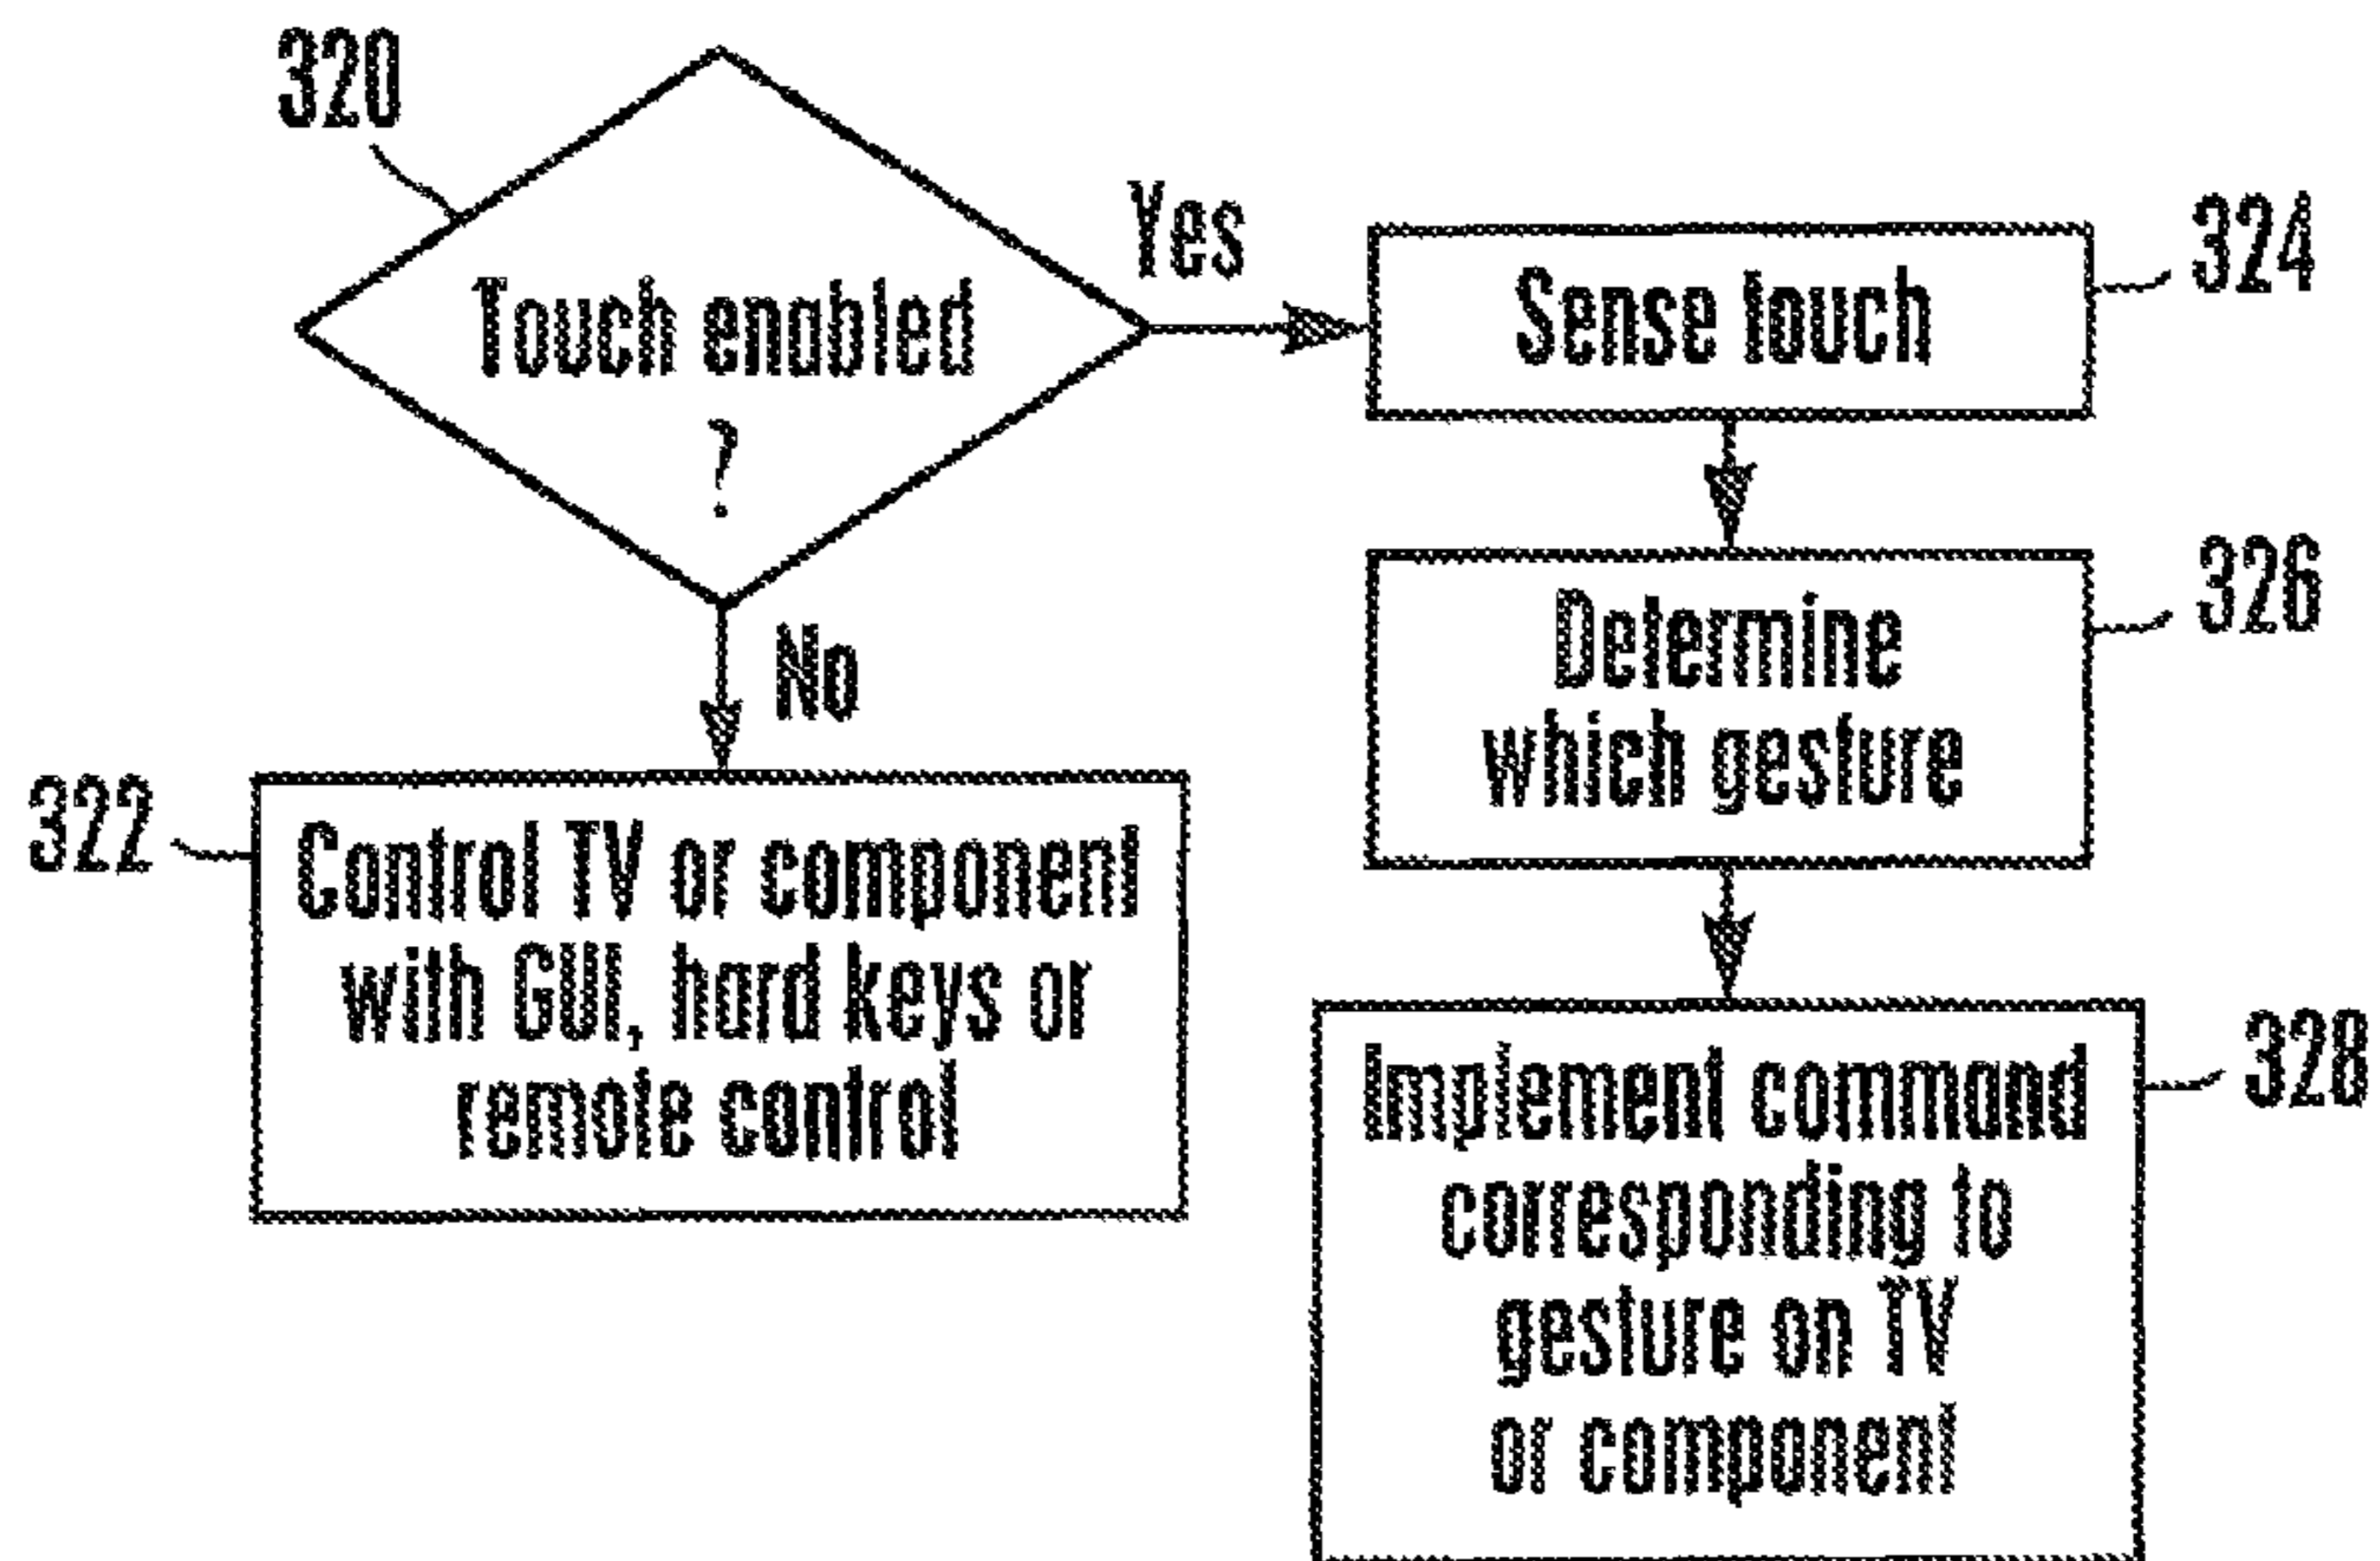 320
Touch enabled
?
Yes
No
322
Control TV or component
with GUI, hard keys or
remote control
Sense touch
324
Determine
which gesture
326
Implement command
corresponding to
gesture on TV
or component
328